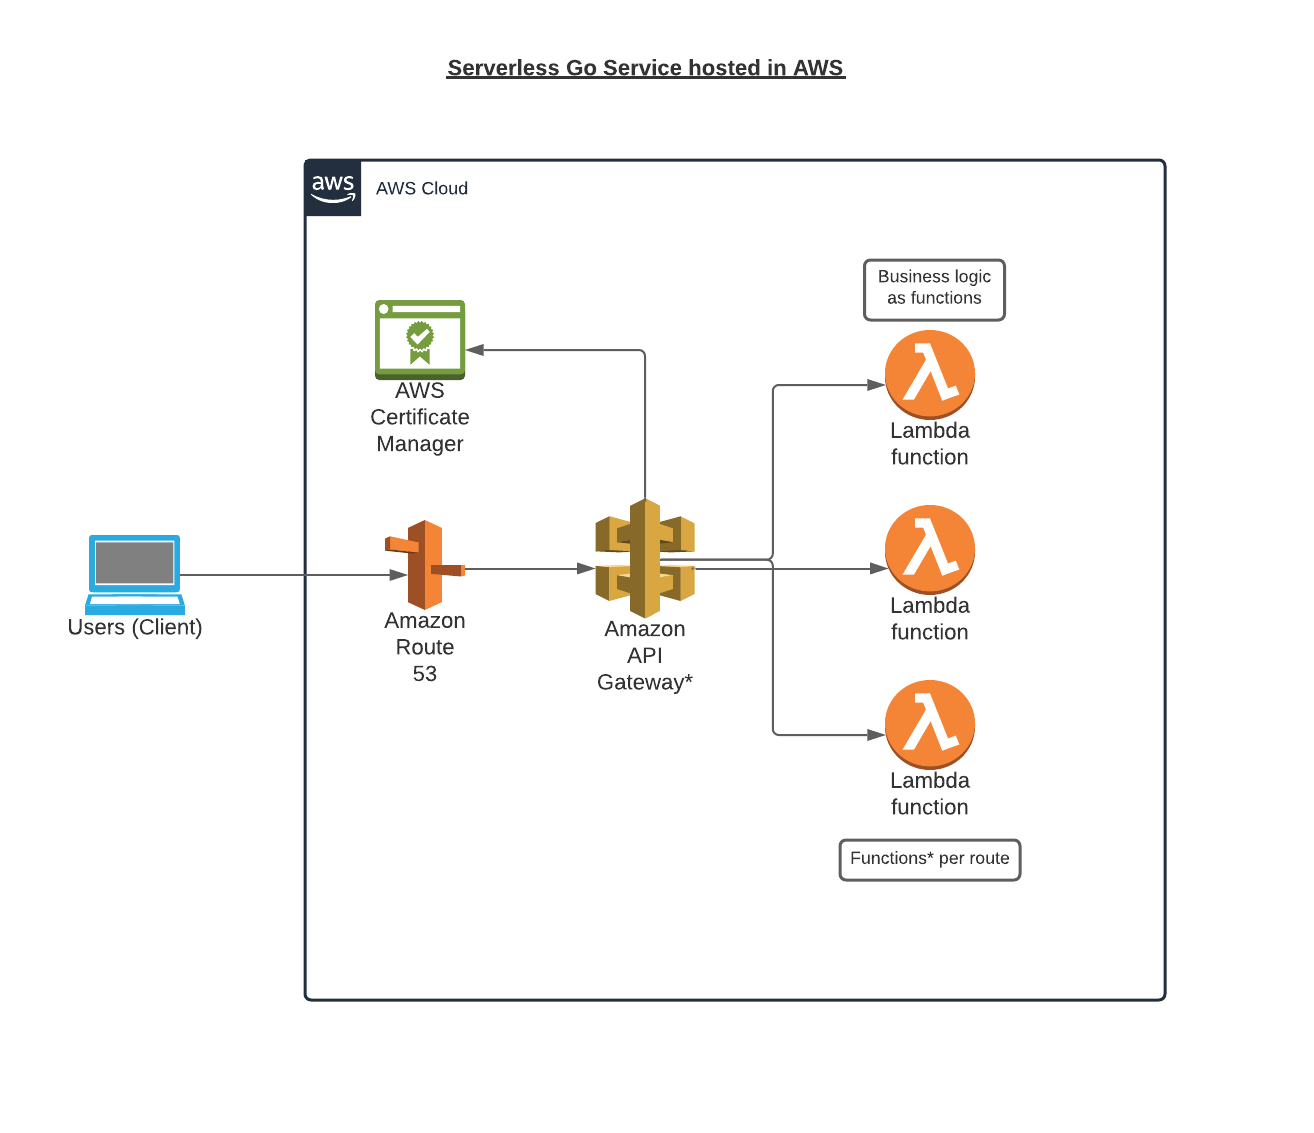 Serverless Go Service hosted in AWS
aws
AWS Cloud
Business logic
as functions
AWS
Certificate
Manager
Lambda
function
Users (Client)
Amazon
Route
53
Amazon
API
Gateway*
Lambda
function
Lambda
function
Functions* per route